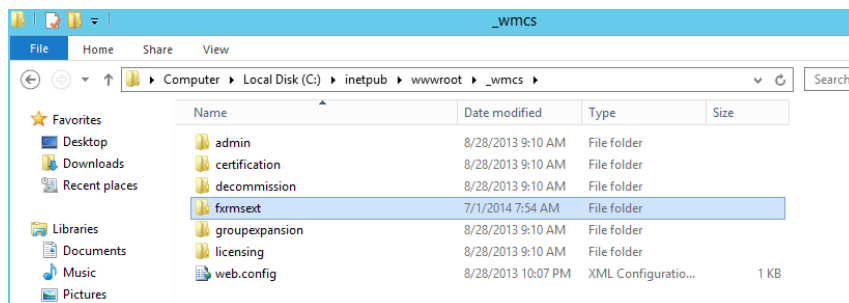 _wmcs
File Home Share View
Computer Local Disk (C:) inetpub wwwroot _wmcs Search
Name Date modified Type Size
Favorites
Desktop
Downloads
Recent places
Libraries
Documents
Music
Pictures
admin 8/28/2013 9:10 AM File folder
certification 8/28/2013 9:10 AM File folder
decommission 8/28/2013 9:10 AM File folder
fxrmsext 7/1/2014 7:54 AM File folder
groupexpansion 8/28/2013 9:10 AM File folder
licensing 8/28/2013 9:10 AM File folder
web.config 8/28/2013 10:07 PM XML Configuratio... 1 KB